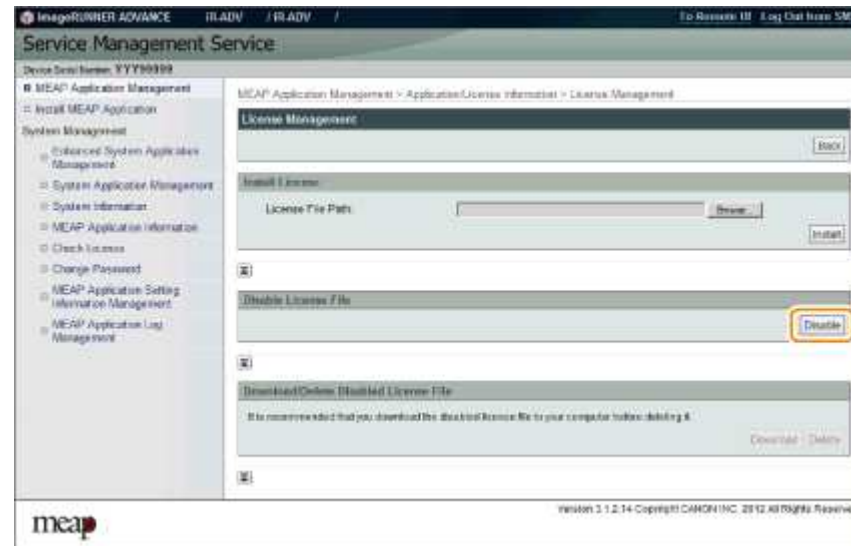 imageRUNNER ADVANCE iR-ADV / iR-ADV /
To Remote UI Log Out from SM
Service Management Service
Device Serial Number: YYY99999
MEAP Application Management
Install MEAP Application
System Management
Enhanced System Application
Management
System Application Management
System Information
MEAP Application Information
Check License
Change Password
MEAP Application Setting
Information Management
MEAP Application Log
Management
MEAP Application Management > Application/License Information > License Management
License Management
Back
Install License
License File Path:
Browse...
Install
Disable License File
Disable
Download/Delete Disabled License File
It is recommended that you download the disabled license file to your computer before deleting it.
Download Delete
meap
Version 3.1.2.14 Copyright CANON INC. 2012 All Rights Reserve